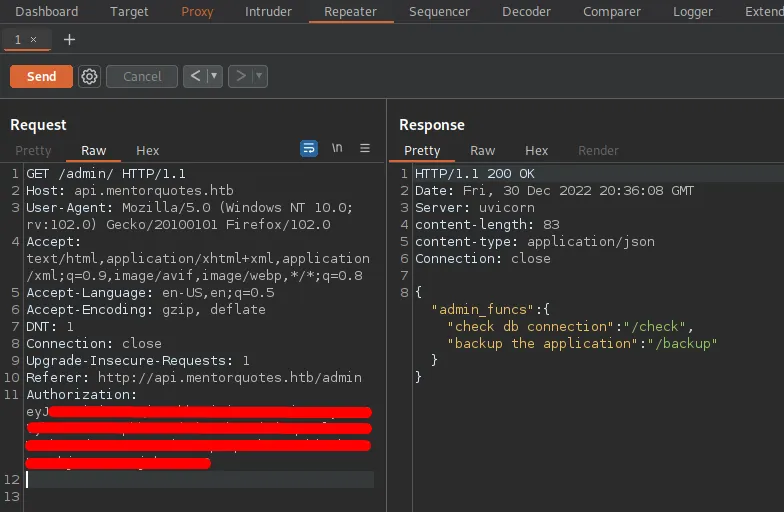 Dashboard Target Proxy Intruder Repeater Sequencer Decoder Comparer Logger Extend
1 × +
Send Cancel < ▼ > ▼
Request
Pretty Raw Hex \n ☰
1 GET /admin/ HTTP/1.1
2 Host: api.mentorquotes.htb
3 User-Agent: Mozilla/5.0 (Windows NT 10.0;
rv:102.0) Gecko/20100101 Firefox/102.0
4 Accept:
text/html,application/xhtml+xml,application
/xml;q=0.9,image/avif,image/webp,*/*;q=0.8
5 Accept-Language: en-US,en;q=0.5
6 Accept-Encoding: gzip, deflate
7 DNT: 1
8 Connection: close
9 Upgrade-Insecure-Requests: 1
10 Referer: http://api.mentorquotes.htb/admin
11 Authorization:
eyJ
12
13
Response
Pretty Raw Hex Render
1 HTTP/1.1 200 OK
2 Date: Fri, 30 Dec 2022 20:36:08 GMT
3 Server: uvicorn
4 content-length: 83
5 content-type: application/json
6 Connection: close
7
8 {
"admin_funcs":{
"check db connection":"/check",
"backup the application":"/backup"
}
}